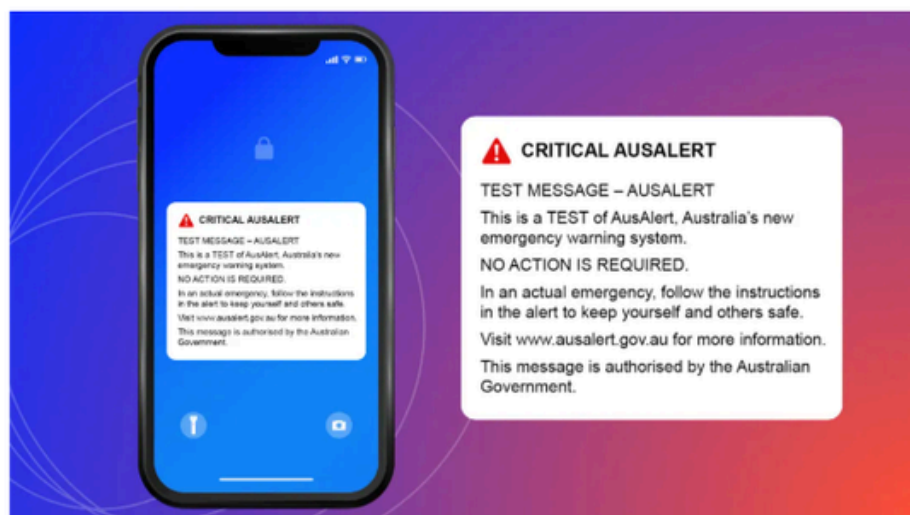 CRITICAL AUSALERT
TEST MESSAGE – AUSALERT
This is a TEST of AusAlert, Australia's new
emergency warning system.
NO ACTION IS REQUIRED.
In an actual emergency, follow the instructions
in the alert to keep yourself and others safe.
Visit www.ausalert.gov.au for more information.
This message is authorised by the Australian
Government.
CRITICAL AUSALERT
TEST MESSAGE – AUSALERT
This is a TEST of AusAlert, Australia's new
emergency warning system.
NO ACTION IS REQUIRED.
In an actual emergency, follow the instructions
in the alert to keep yourself and others safe.
Visit www.ausalert.gov.au for more information.
This message is authorised by the Australian
Government.